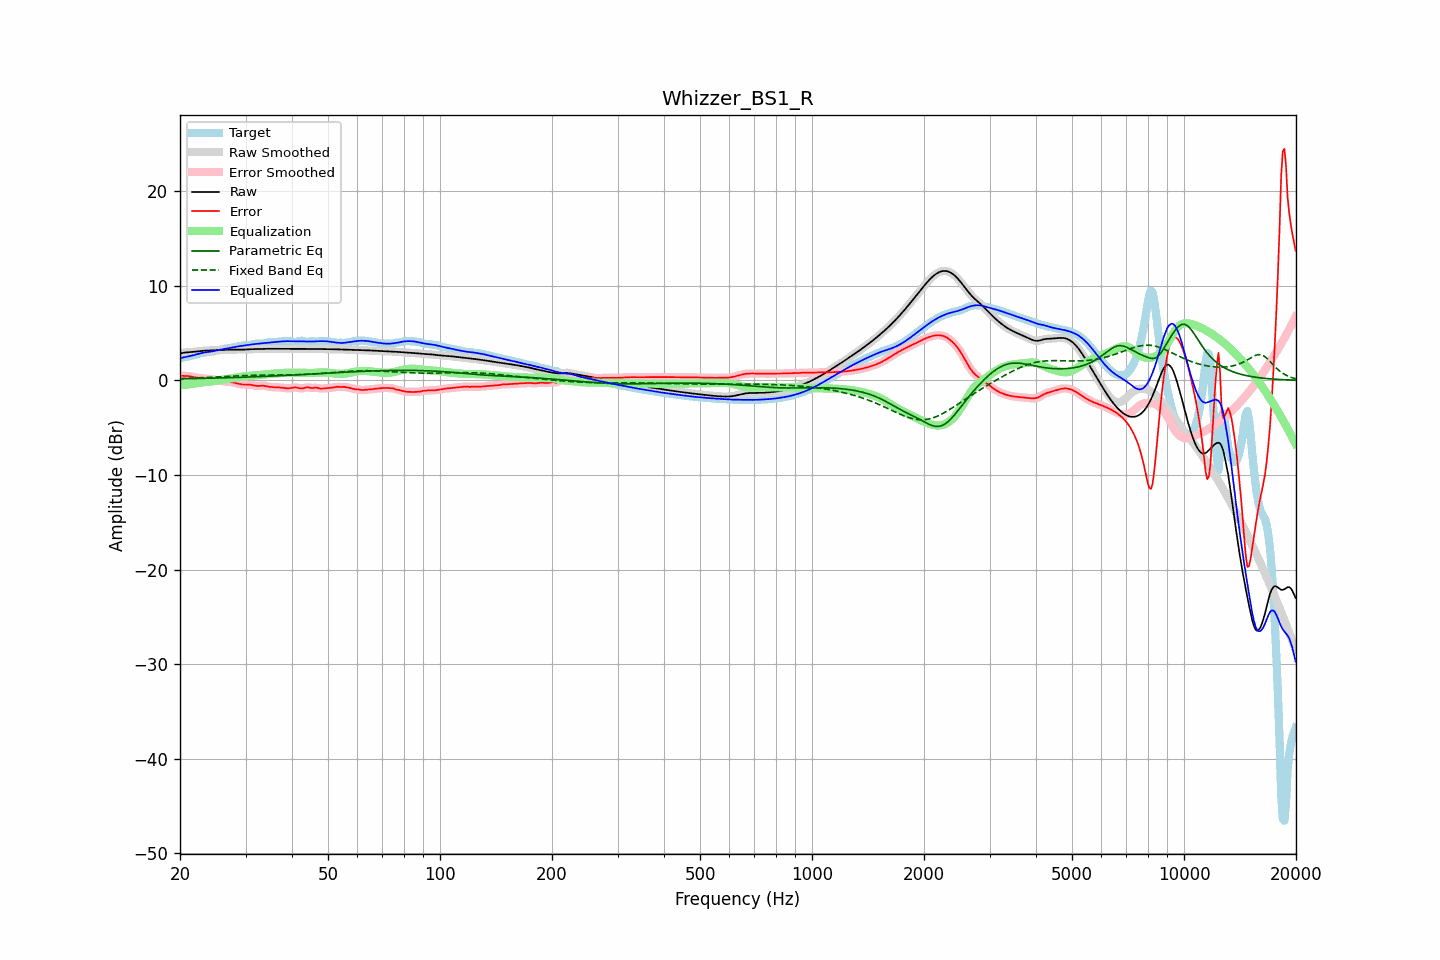 Whizzer_BS1_R
Target
Raw Smoothed
Error Smoothed
Raw
Error
Equalization
Parametric Eq
Fixed Band Eq
Equalized
20
10
0
−10
−20
−30
−40
−50
Amplitude (dBr)
20 50 100 200 500 1000 2000 5000 10000 20000
Frequency (Hz)